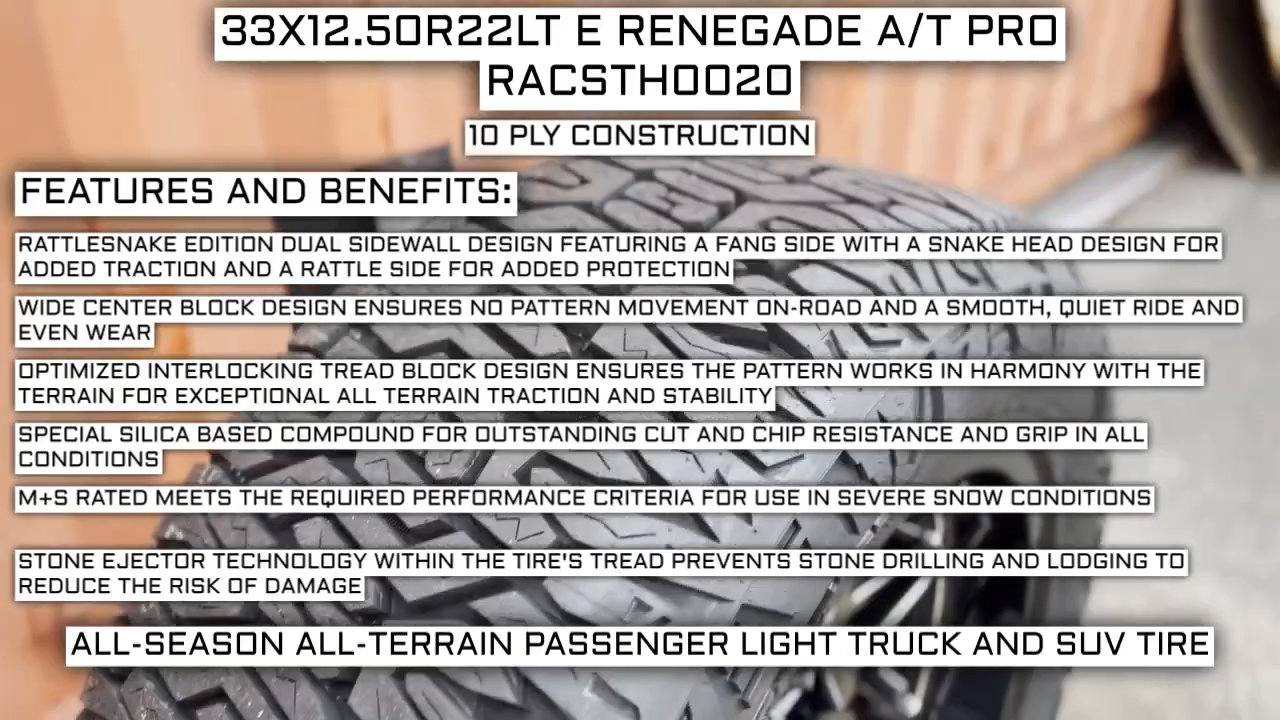 33X12.50R22LT E RENEGADE A/T PRO
RACSTH0020
10 PLY CONSTRUCTION
FEATURES AND BENEFITS:
RATTLESNAKE EDITION DUAL SIDEWALL DESIGN FEATURING A FANG SIDE WITH A SNAKE HEAD DESIGN FOR
ADDED TRACTION AND A RATTLE SIDE FOR ADDED PROTECTION
WIDE CENTER BLOCK DESIGN ENSURES NO PATTERN MOVEMENT ON-ROAD AND A SMOOTH, QUIET RIDE AND
EVEN WEAR
OPTIMIZED INTERLOCKING TREAD BLOCK DESIGN ENSURES THE PATTERN WORKS IN HARMONY WITH THE
TERRAIN FOR EXCEPTIONAL ALL TERRAIN TRACTION AND STABILITY
SPECIAL SILICA BASED COMPOUND FOR OUTSTANDING CUT AND CHIP RESISTANCE AND GRIP IN ALL
CONDITIONS
M+S RATED MEETS THE REQUIRED PERFORMANCE CRITERIA FOR USE IN SEVERE SNOW CONDITIONS
STONE EJECTOR TECHNOLOGY WITHIN THE TIRE'S TREAD PREVENTS STONE DRILLING AND LODGING TO
REDUCE THE RISK OF DAMAGE
ALL-SEASON ALL-TERRAIN PASSENGER LIGHT TRUCK AND SUV TIRE